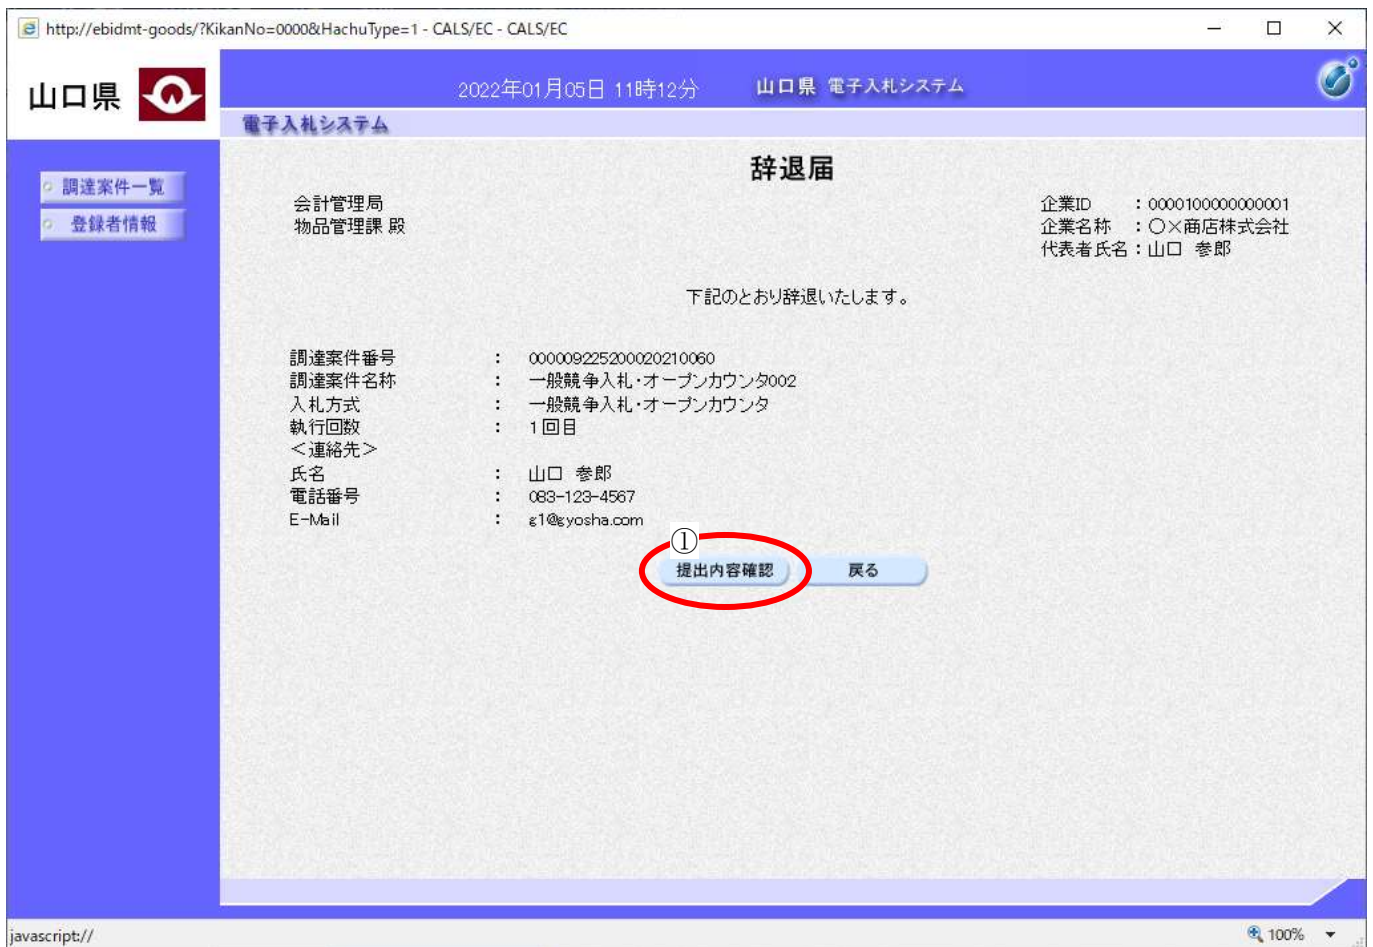 http://ebidmt-goods/?KikanNo=0000&HachuType=1 - CALS/EC - CALS/EC
山口県
2022年01月05日 11時12分 山口県 電子入札システム
電子入札システム
調達案件一覧
登録者情報
辞退届
会計管理局
物品管理課 殿
企業ID ：0000100000000001
企業名称 ：○×商店株式会社
代表者氏名：山口 参郎
下記のとおり辞退いたします。
調達案件番号 ： 000009225200020210060
調達案件名称 ： 一般競争入札・オープンカウンタ002
入札方式 ： 一般競争入札・オープンカウンタ
執行回数 ： 1回目
＜連絡先＞
氏名 ： 山口 参郎
電話番号 ： 083-123-4567
E-Mail ： g1@gyosha.com
①
提出内容確認 戻る
javascript://
100%